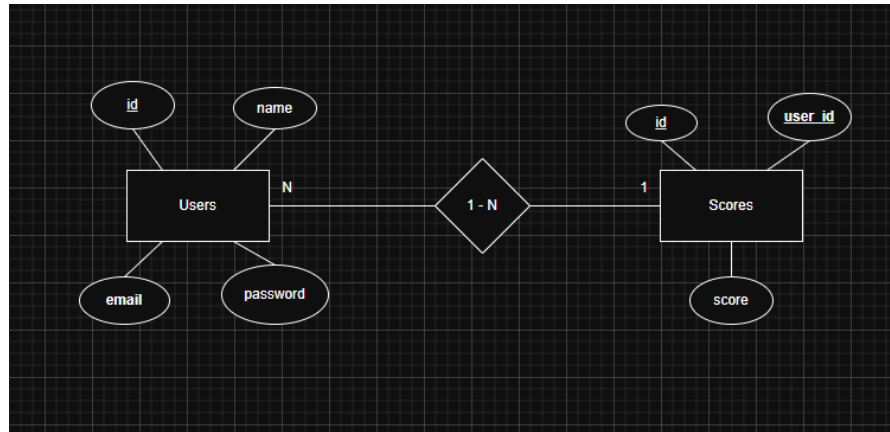 id
name
id
user_id
Users
N
1 - N
1
Scores
email
password
score